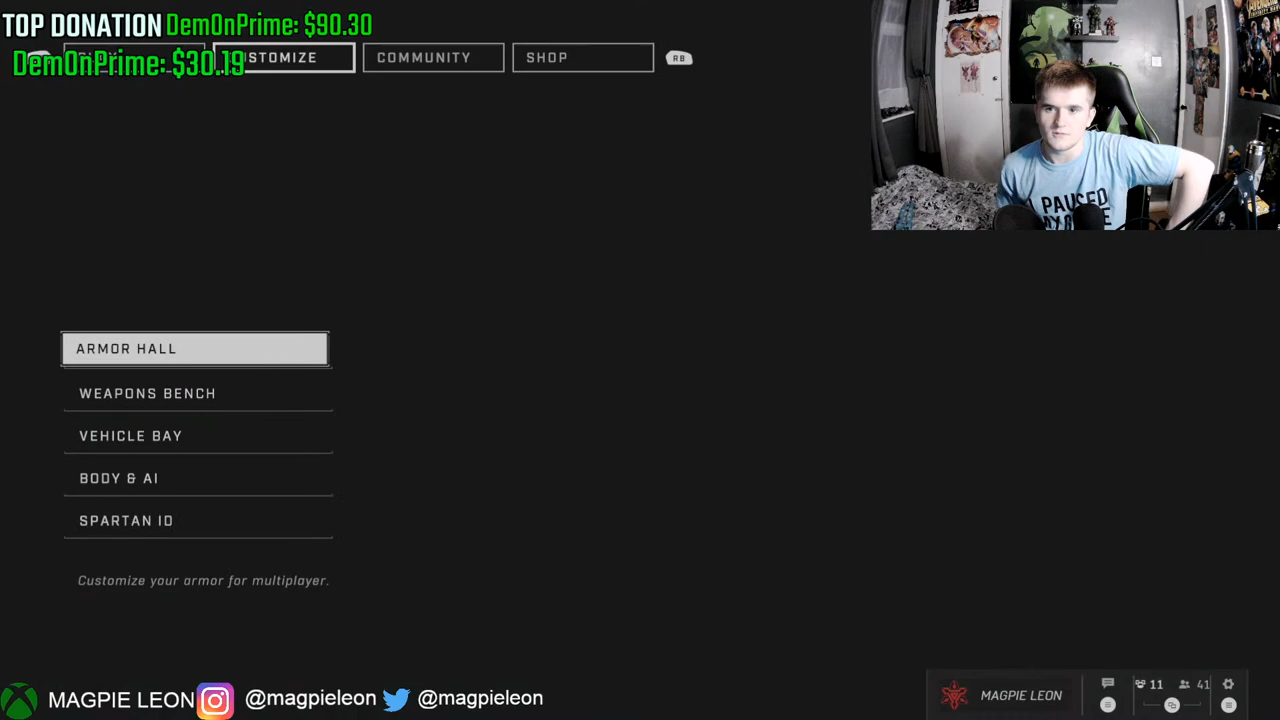 TOP DONATION DemOnPrime: $90.30
DemOnPrime: $30.19
STOMIZE
COMMUNITY
SHOP
RB
I PAUSED
ARMOR HALL
WEAPONS BENCH
VEHICLE BAY
BODY & AI
SPARTAN ID
Customize your armor for multiplayer.
MAGPIE LEON
11
41
MAGPIE LEON @magpieleon @magpieleon